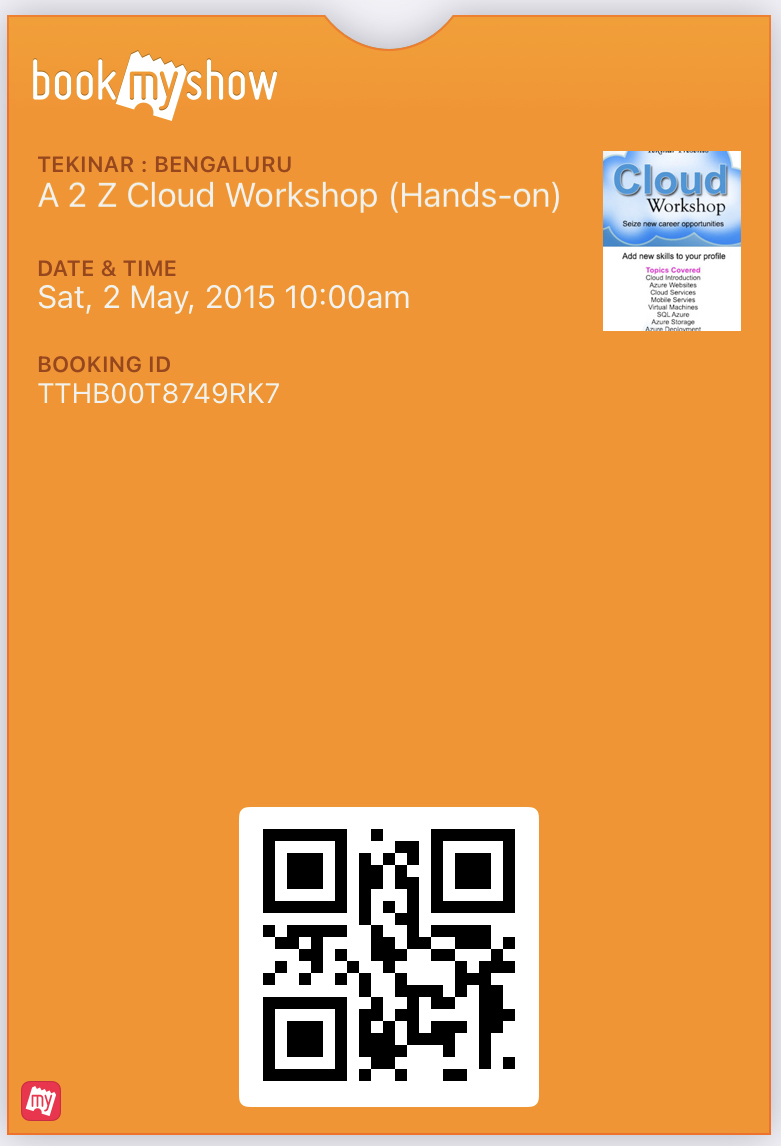 bookmyshow
TEKINAR : BENGALURU
A 2 Z Cloud Workshop (Hands-on)
DATE & TIME
Sat, 2 May, 2015 10:00am
BOOKING ID
TTHB00T8749RK7
Cloud
Workshop
Seize new career opportunities
Add new skills to your profile
Topics Covered
Cloud Introduction
Azure Websites
Cloud Services
Mobile Servies
Virtual Machines
SQL Azure
Azure Storage
Azure Deployment
my